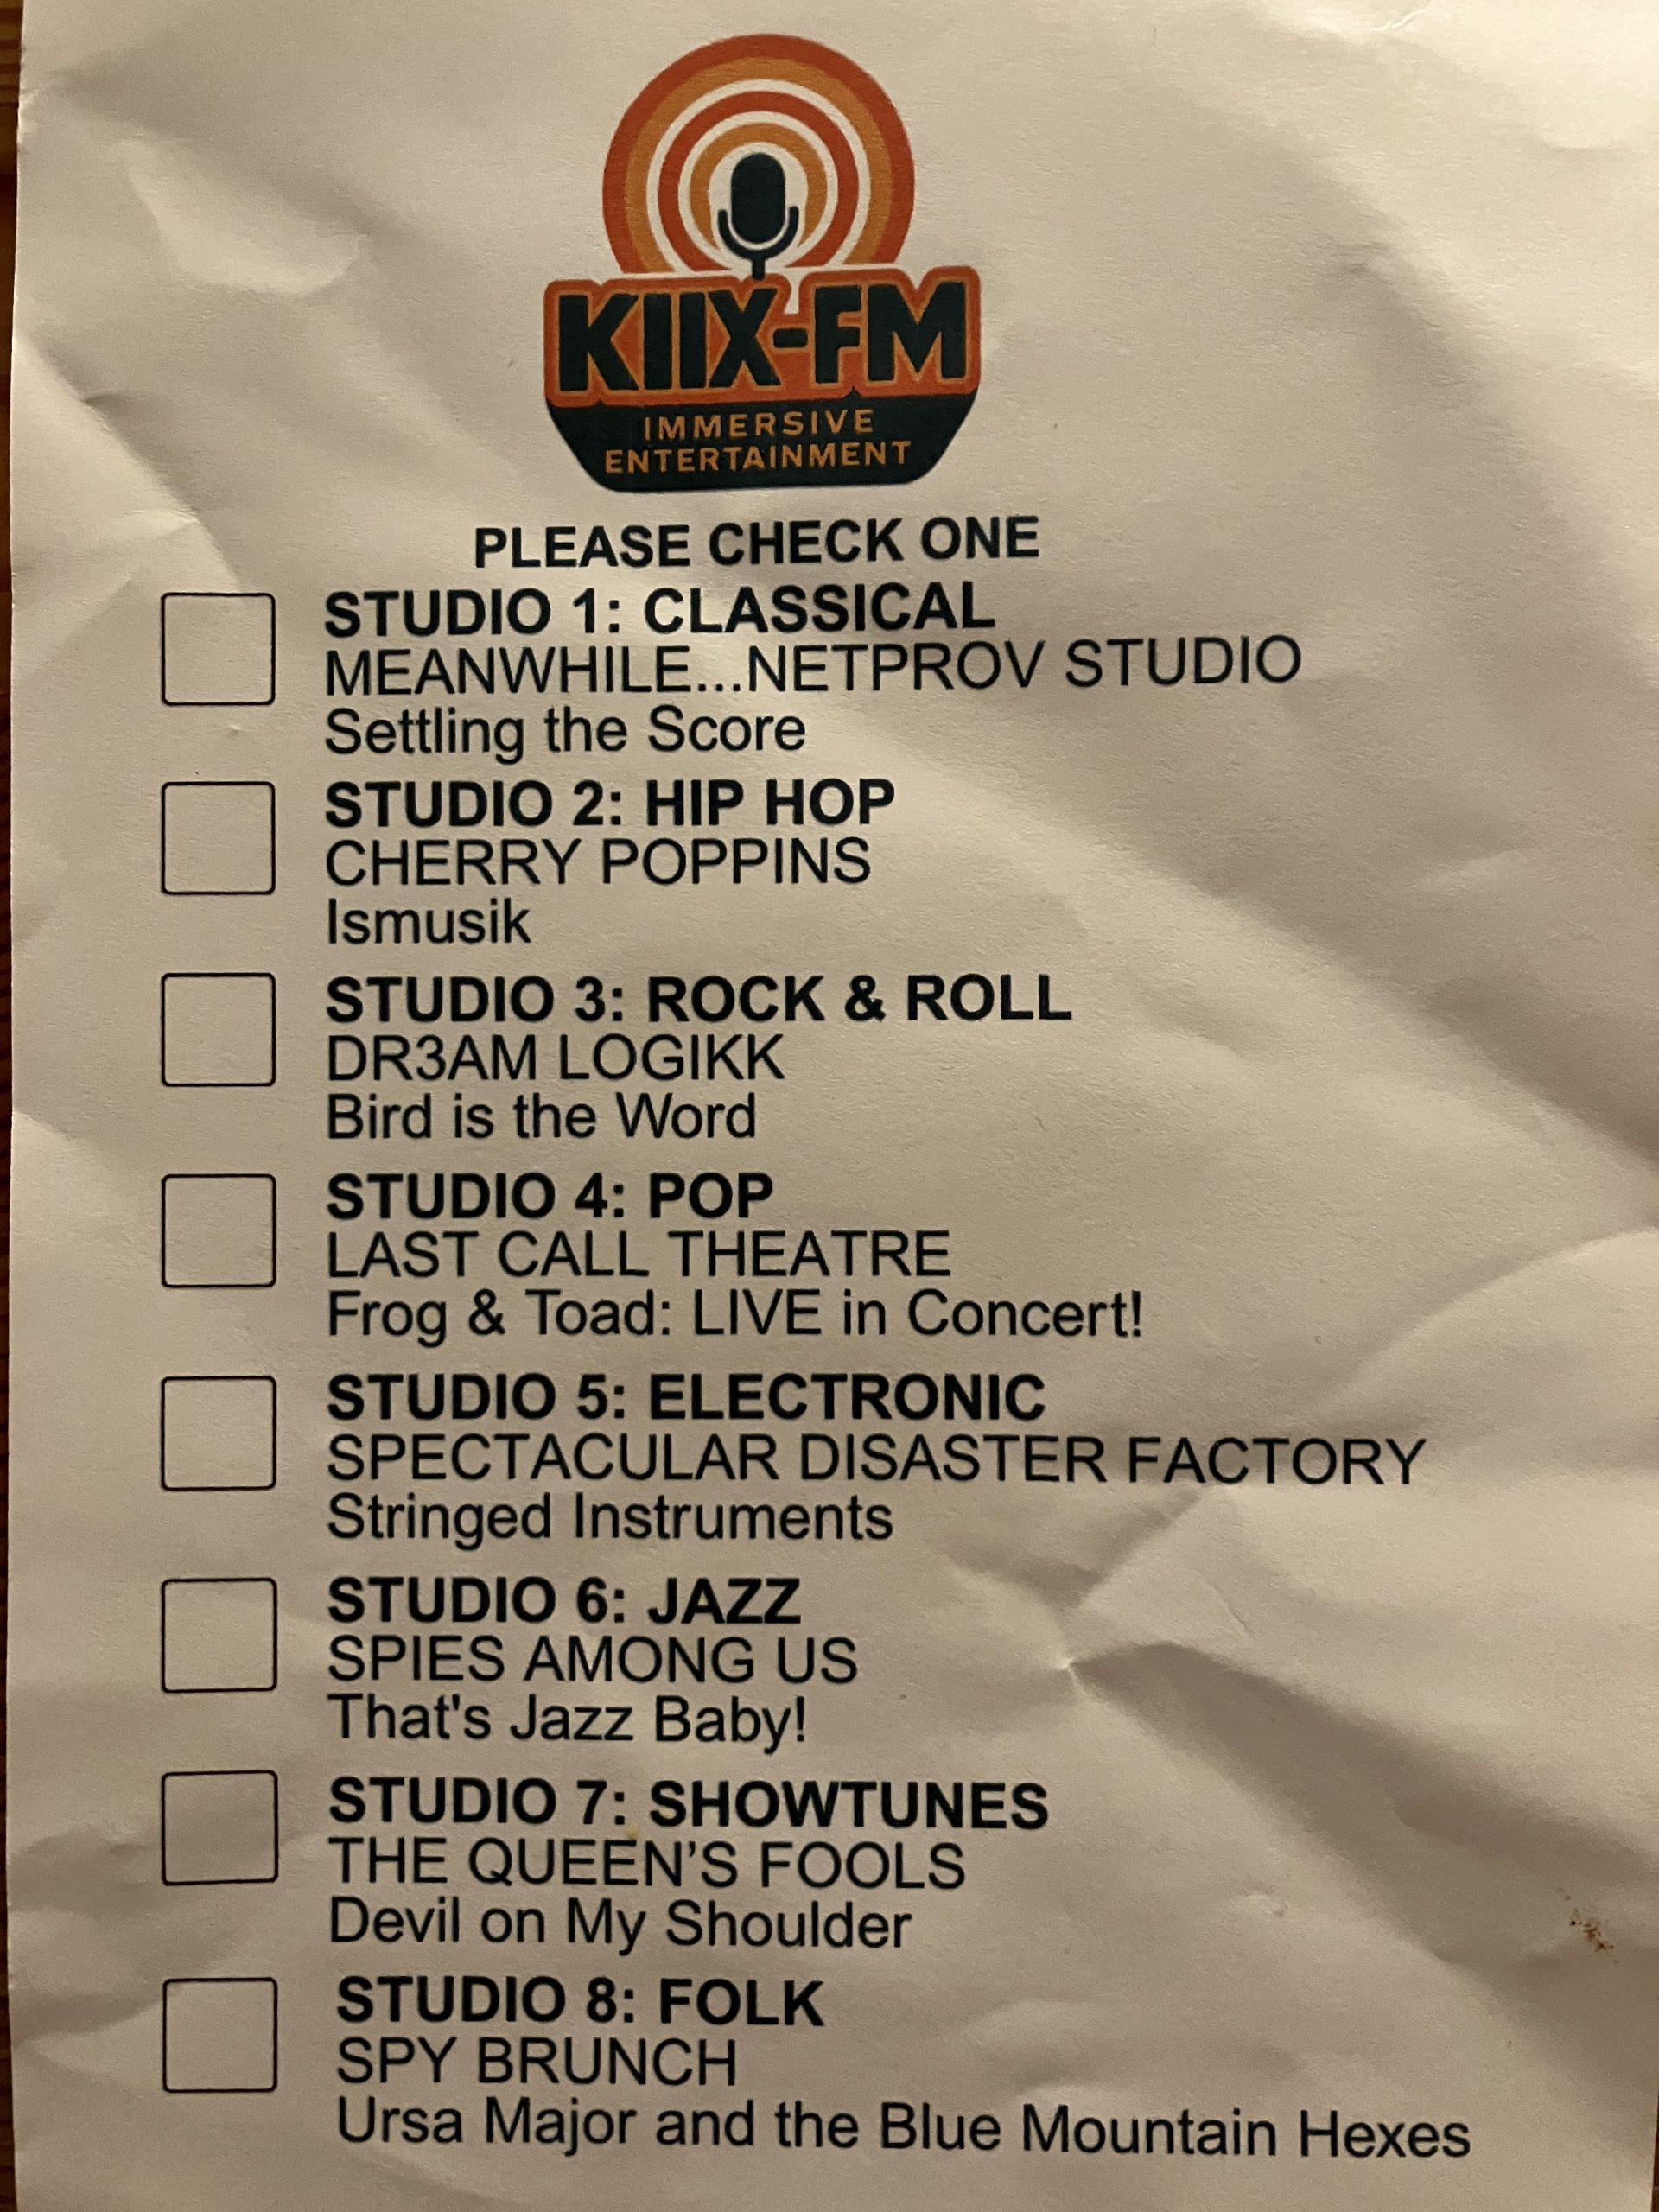 KIIX-FM
IMMERSIVE
ENTERTAINMENT
PLEASE CHECK ONE
STUDIO 1: CLASSICAL
MEANWHILE...NETPROV STUDIO
Settling the Score
STUDIO 2: HIP HOP
CHERRY POPPINS
Ismusik
STUDIO 3: ROCK & ROLL
DR3AM LOGIKK
Bird is the Word
STUDIO 4: POP
LAST CALL THEATRE
Frog & Toad: LIVE in Concert!
STUDIO 5: ELECTRONIC
SPECTACULAR DISASTER FACTORY
Stringed Instruments
STUDIO 6: JAZZ
SPIES AMONG US
That's Jazz Baby!
STUDIO 7: SHOWTUNES
THE QUEEN’S FOOLS
Devil on My Shoulder
STUDIO 8: FOLK
SPY BRUNCH
Ursa Major and the Blue Mountain Hexes